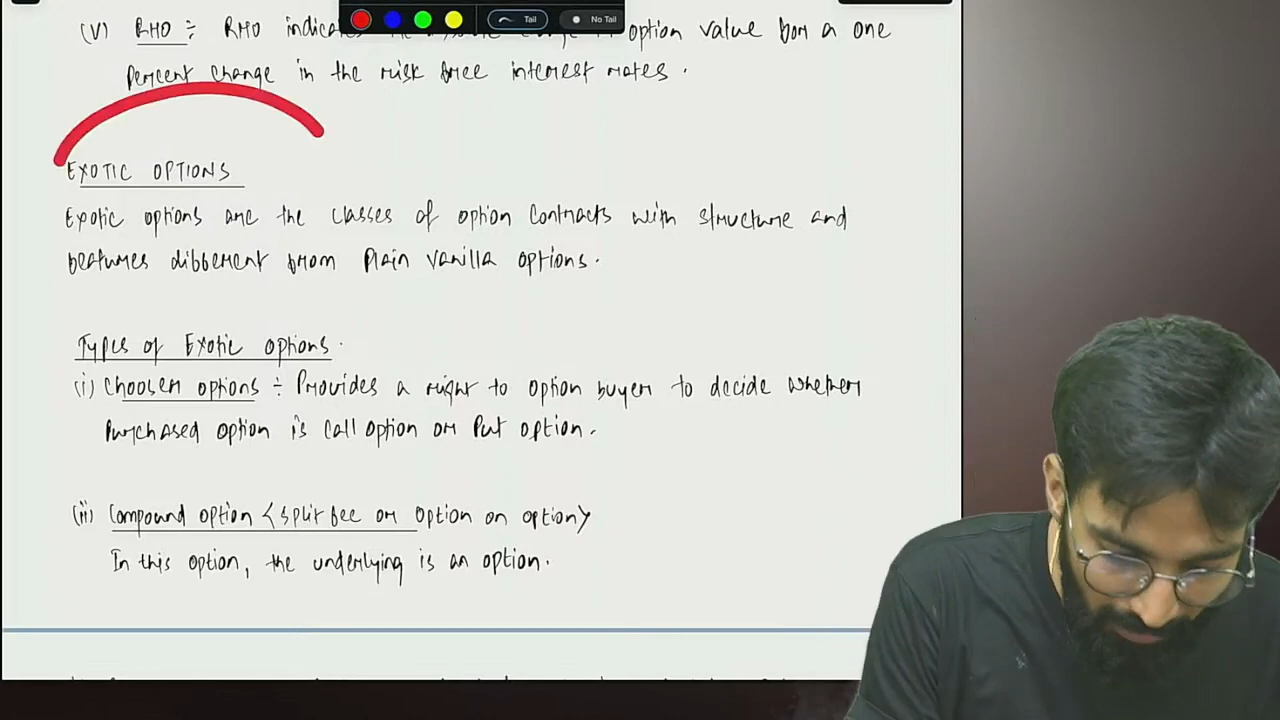 (V) RHO ÷ RHO indicates option value for a one
Percent change in the risk free interest rates.
Tail
No Tail
EXOTIC OPTIONS
Exotic options are the classes of option Contracts with structure and
features different from Plain vanilla options.
Types of Exotic options.
(i) Chooser options ÷ Provides a right to option buyer to decide whether
Purchased option is Call option or Put option.
(ii) Compound option <split fee or option on option>
In this option, the underlying is an option.